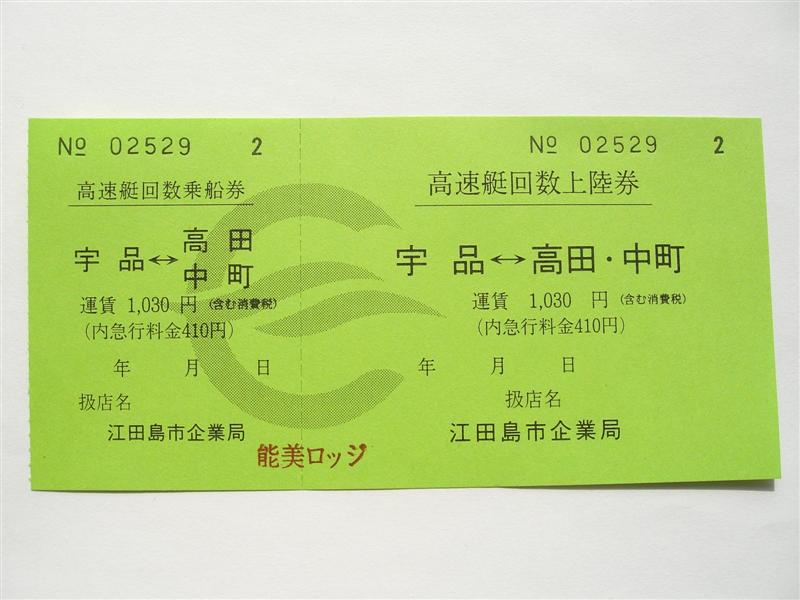 № 02529 2
高速艇回数乗船券
宇品↔高田
中町
運賃 1,030 円 (含む消費税)
(内急行料金410円)
年 月 日
扱店名
江田島市企業局
能美ロッジ
№ 02529 2
高速艇回数上陸券
宇品↔高田・中町
運賃 1,030 円 (含む消費税)
(内急行料金410円)
年 月 日
扱店名
江田島市企業局